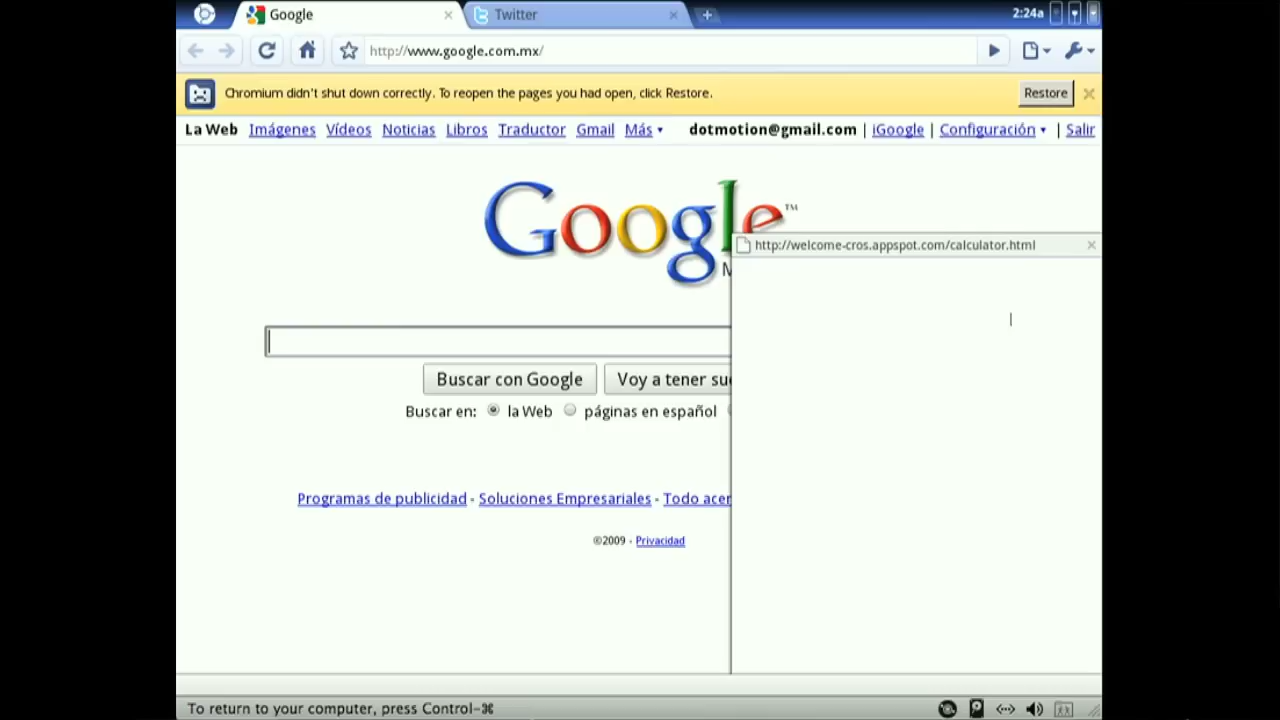 Google
Twitter
2:24a
http://www.google.com.mx/
Chromium didn't shut down correctly. To reopen the pages you had open, click Restore.
Restore
La Web Imágenes Vídeos Noticias Libros Traductor Gmail Más dotmotion@gmail.com | iGoogle | Configuración | Salir
Google™
M
http://welcome-cros.appspot.com/calculator.html
Buscar con Google
Voy a tener sue
Buscar en: la Web páginas en español
Programas de publicidad - Soluciones Empresariales - Todo acer
©2009 - Privacidad
To return to your computer, press Control-⌘